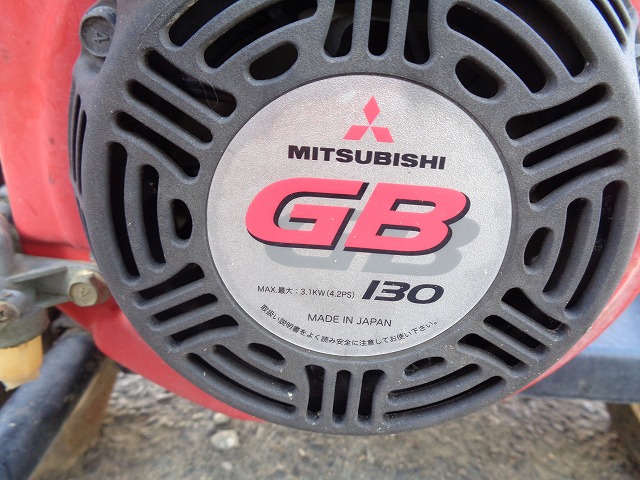 MITSUBISHI
GB
130
MAX.最大：3.1KW(4.2PS)
MADE IN JAPAN
取扱い説明書をよく読み安全に注意してお使い下さい。